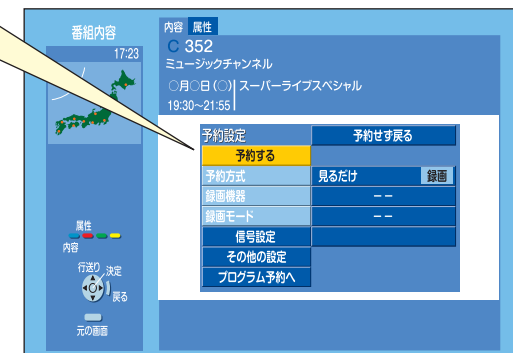 番組内容
17:23
属性
内容
行送り
決定
戻る
元の画面
内容 属性
C 352
ミュージックチャンネル
○月○日(○) スーパーライブスペシャル
19:30~21:55
予約設定 予約せず戻る
予約する
予約方式 見るだけ 録画
録画機器 －－
録画モード －－
信号設定
その他の設定
プログラム予約へ